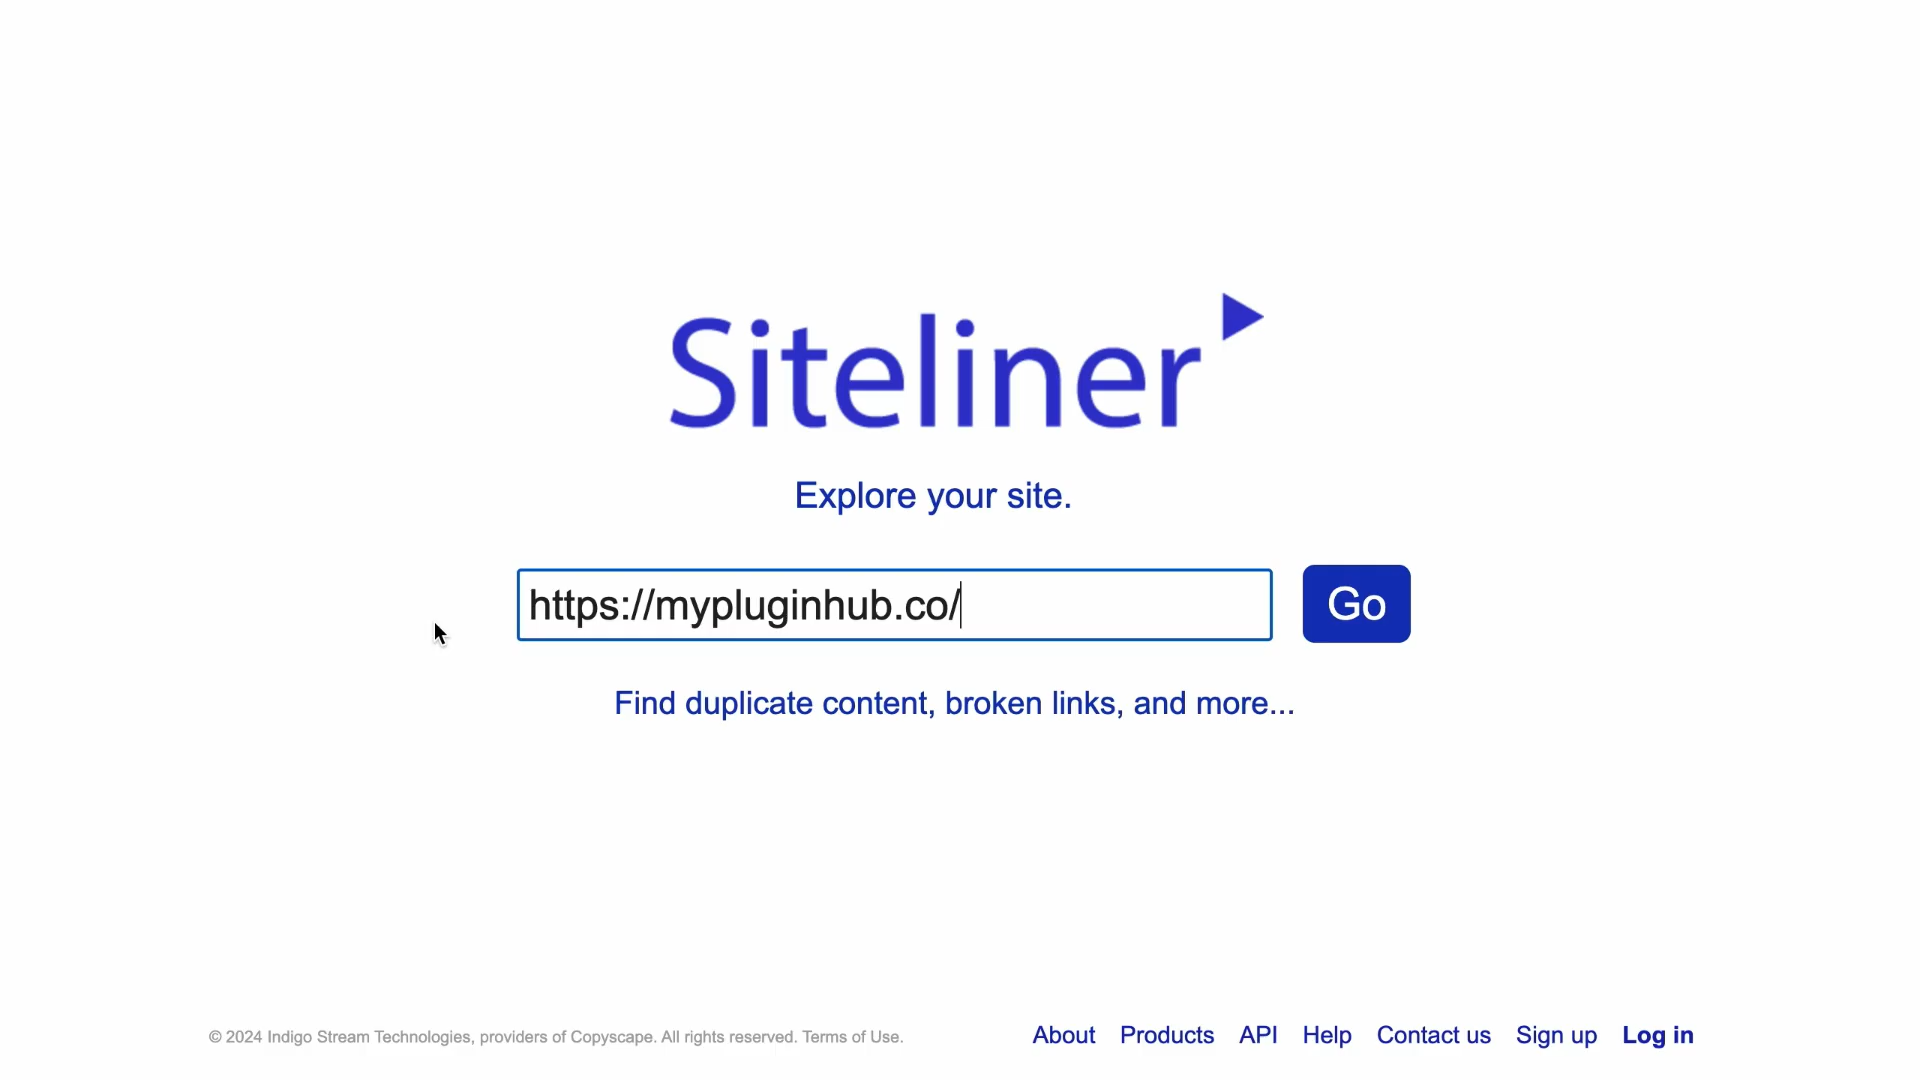 Siteliner
Explore your site.
https://mypluginhub.co/
Go
Find duplicate content, broken links, and more...
© 2024 Indigo Stream Technologies, providers of Copyscape. All rights reserved. Terms of Use.
About Products API Help Contact us Sign up Log in